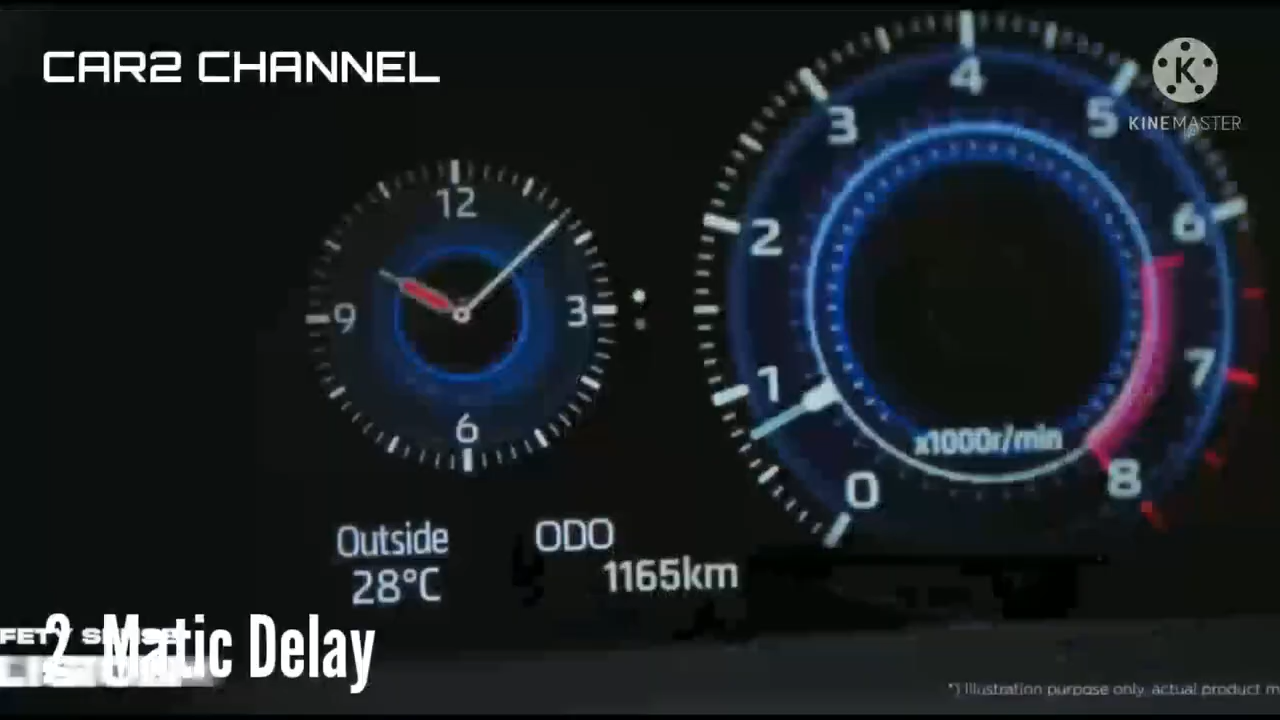 CAR2 CHANNEL
K
KINEMASTER
12
3
6
9
0
1
2
3
4
5
6
7
8
x1000r/min
Outside
28°C
ODO
1165km
2. Matic Delay
*) Illustration purpose only, actual product m